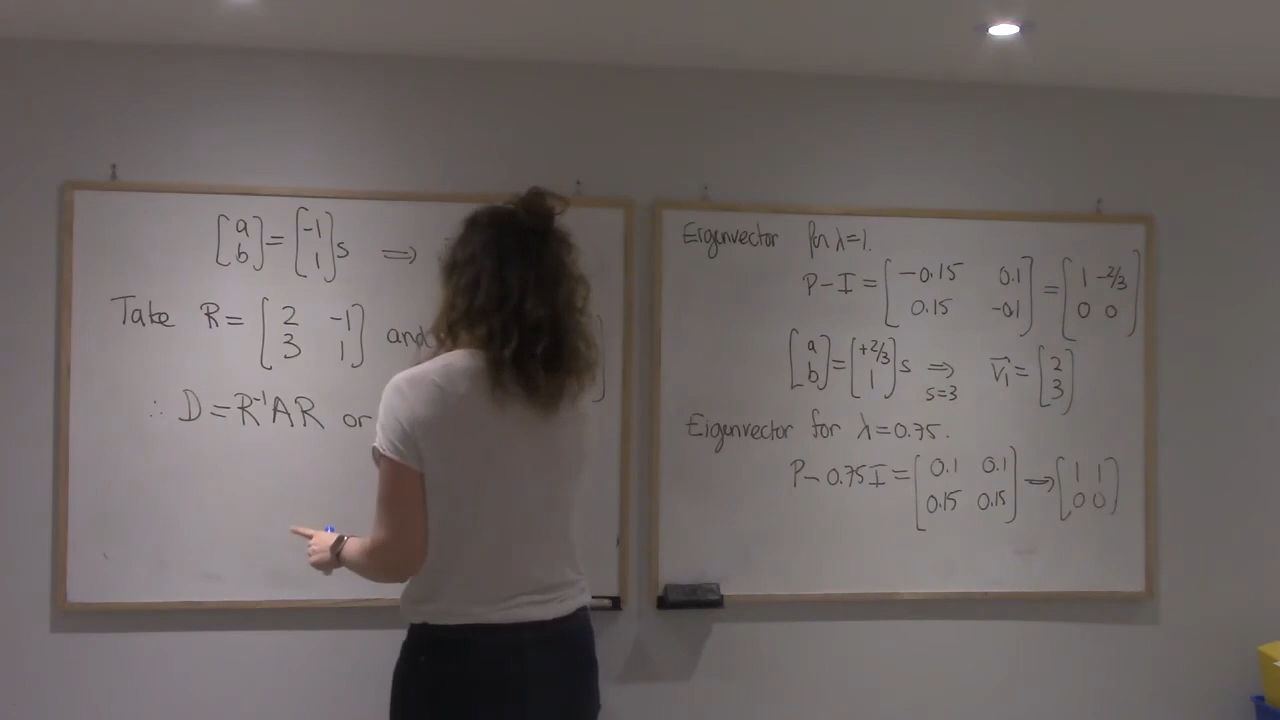 [a b] = [-1 1] s ⟹
Take R = [2 -1 3 1] and
∴ D = R⁻¹AR or
Eigenvector for λ=1.
P-I = [-0.15 0.1 0.15 -01] = [1 -2/3 0 0]
[a b] = [+2/3 1] s ⟹ s=3 v⃗₁ = [2 3]
Eigenvector for λ=0.75.
P-0.75I = [0.1 0.1 0.15 0.15] ⟹ [1 1 0 0]